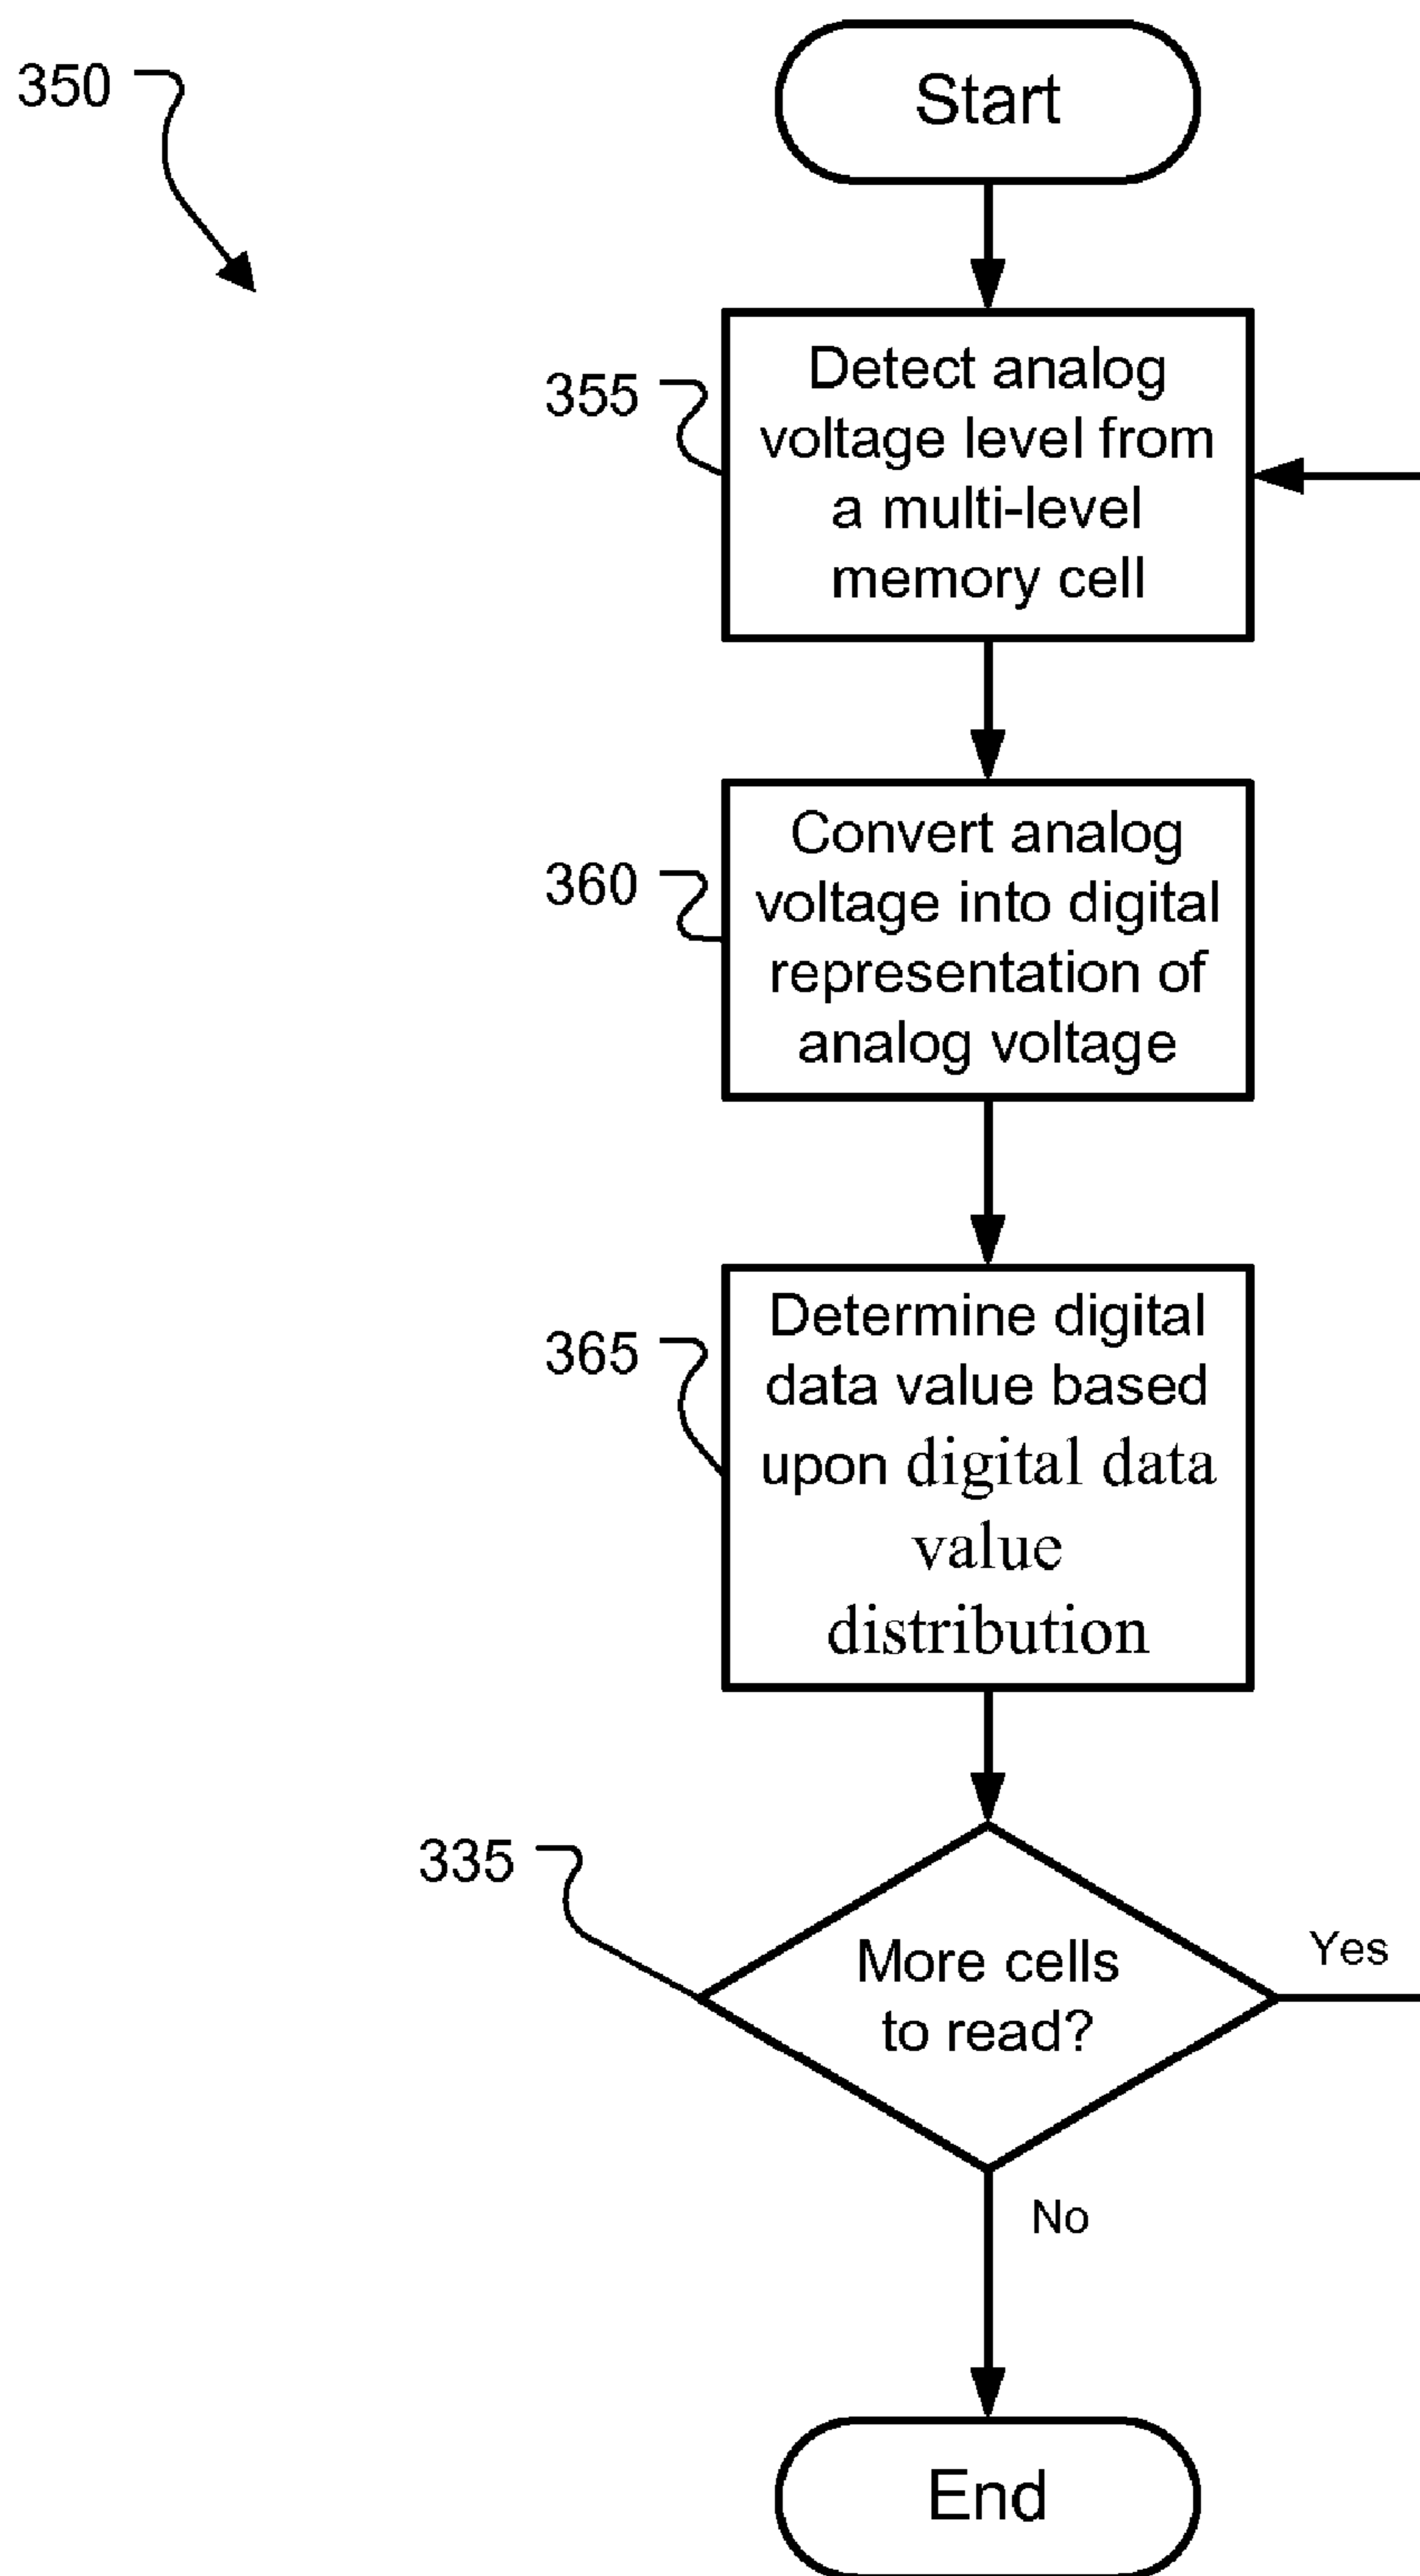 350
Start
355
Detect analog
voltage level from
a multi-level
memory cell
360
Convert analog
voltage into digital
representation of
analog voltage
365
Determine digital
data value based
upon digital data
value
distribution
335
More cells
to read?
Yes
No
End